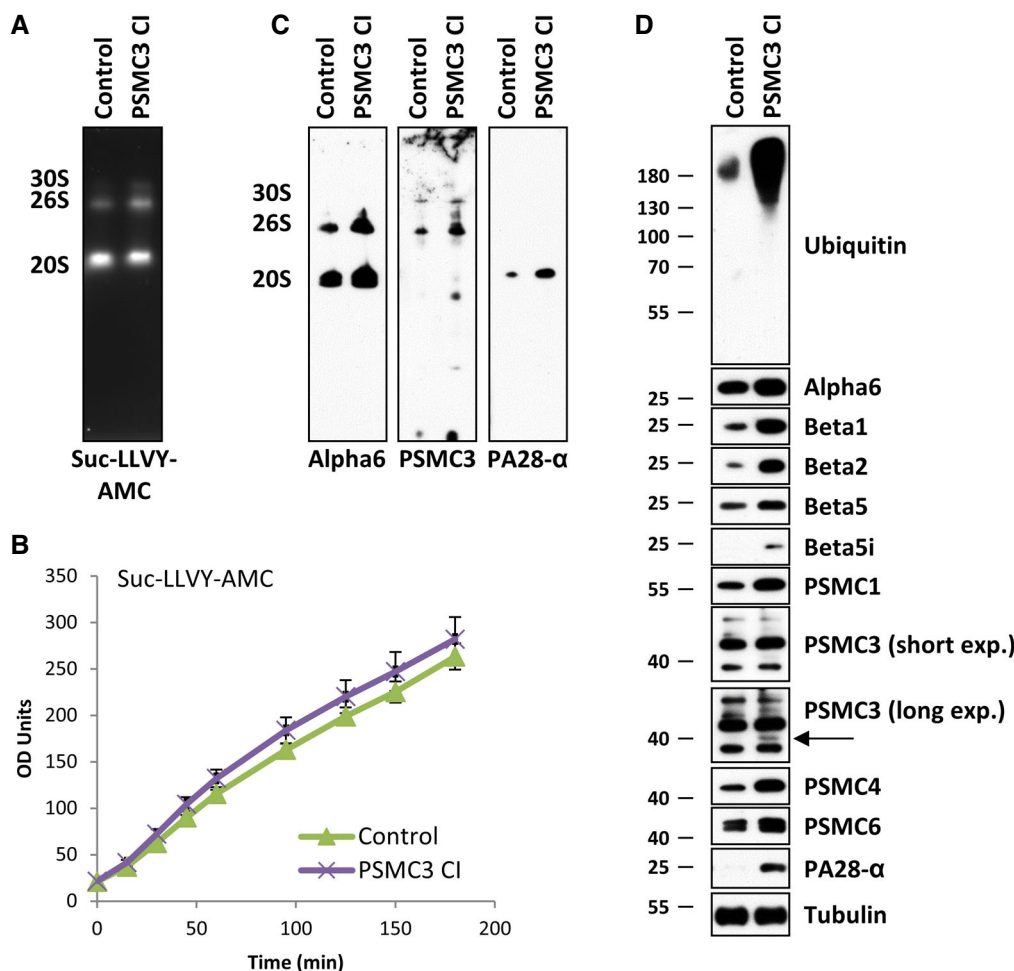 A
Control
PSMC3 CI
30S
26S
20S
Suc-LLVY-
AMC
B
Suc-LLVY-AMC
OD Units
350
300
250
200
150
100
50
0
0
50
100
150
200
Time (min)
Control
PSMC3 CI
C
Control
PSMC3 CI
Control
PSMC3 CI
Control
PSMC3 CI
30S
26S
20S
Alpha6
PSMC3
PA28-α
D
Control
PSMC3 CI
180
130
100
70
55
Ubiquitin
25
Alpha6
25
Beta1
25
Beta2
25
Beta5
25
Beta5i
55
PSMC1
40
PSMC3 (short exp.)
40
PSMC3 (long exp.)
40
PSMC4
40
PSMC6
25
PA28-α
55
Tubulin